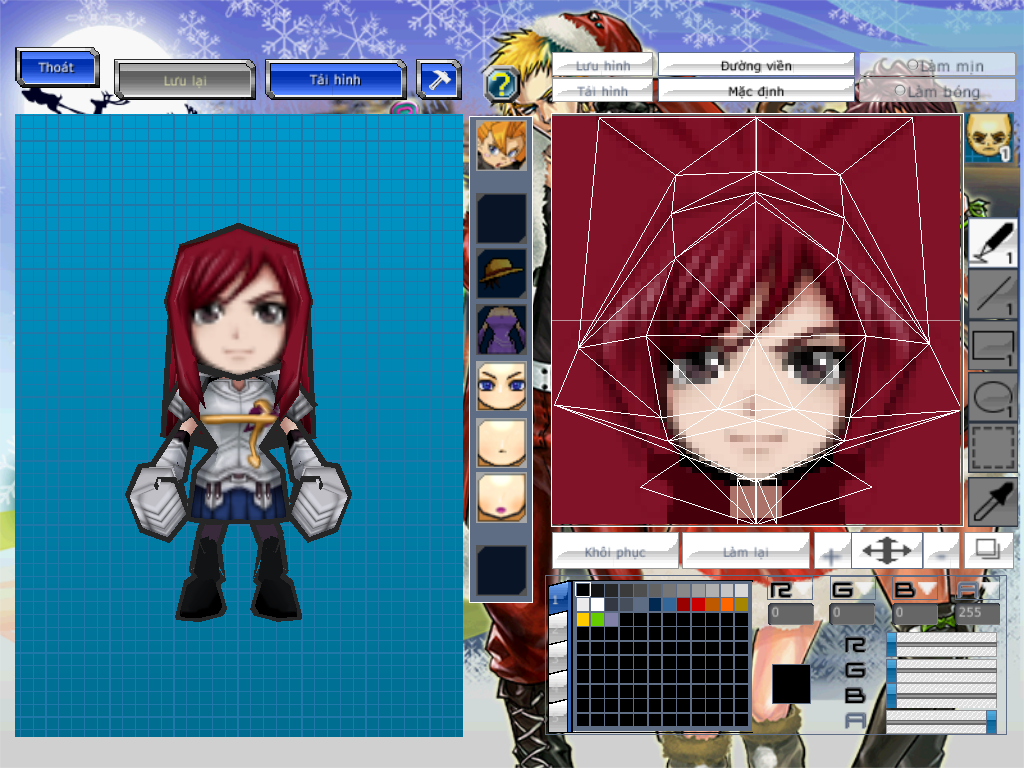 Thoát
Lưu lại
Tải hình
?
Lưu hình
Đường viền
Làm mịn
Tải hình
Mặc định
Làm bóng
1
1
1
1
1
Khôi phục
Làm lại
1
R
G
B
A
0
0
0
255
R
G
B
A